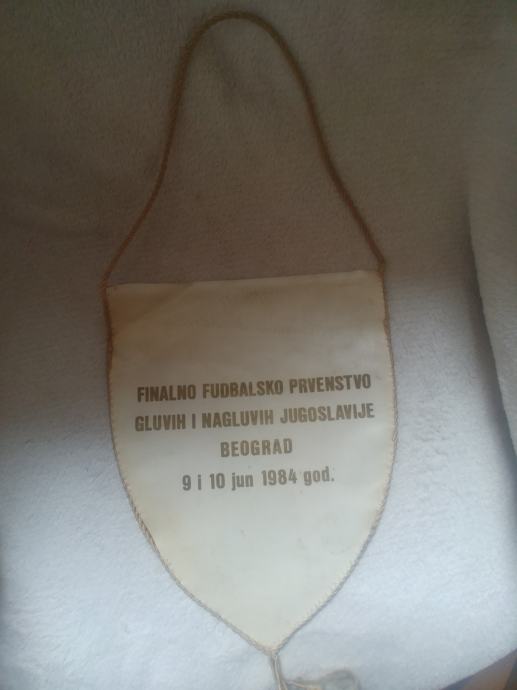 FINALNO FUDBALSKO PRVENSTVO
GLUVIH I NAGLUVIH JUGOSLAVIJE
BEOGRAD
9 i 10 jun 1984 god.